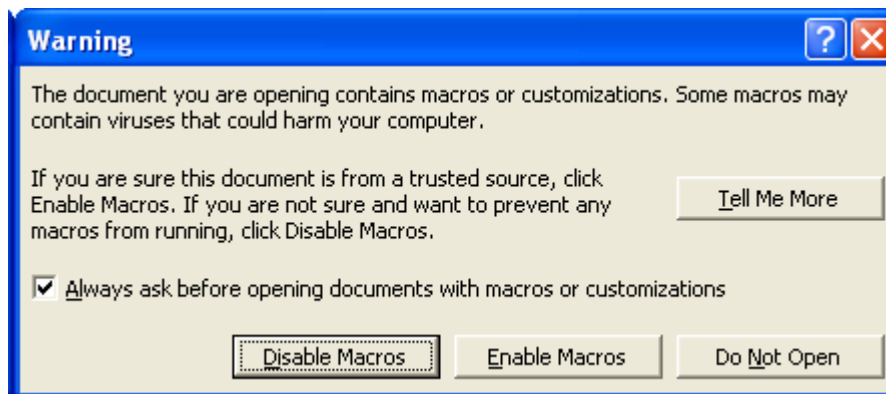 Warning
The document you are opening contains macros or customizations. Some macros may
contain viruses that could harm your computer.
If you are sure this document is from a trusted source, click
Enable Macros. If you are not sure and want to prevent any
macros from running, click Disable Macros.
Tell Me More
Always ask before opening documents with macros or customizations
Disable Macros Enable Macros Do Not Open